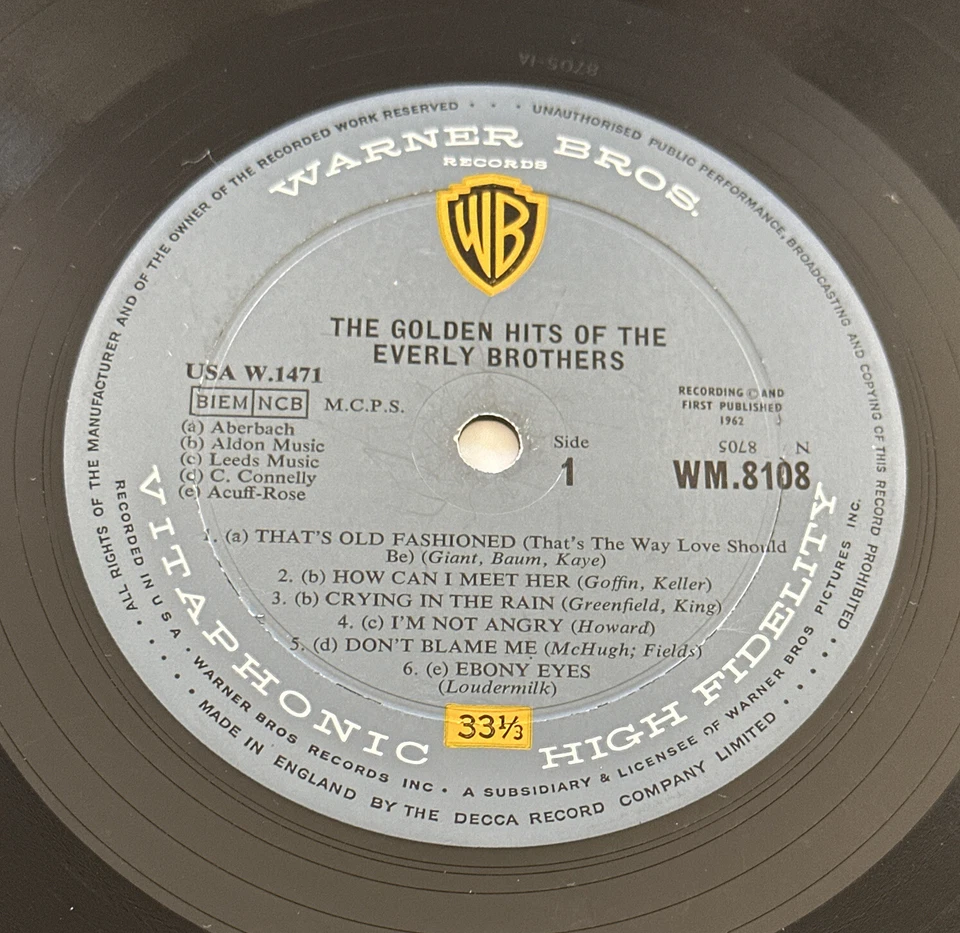 8705-1A
ALL RIGHTS OF THE MANUFACTURER AND OF THE OWNER OF THE RECORDED WORK RESERVED · · · UNAUTHORISED PUBLIC PERFORMANCE, BROADCASTING AND COPYING OF THIS RECORD PROHIBITED
WARNER BROS.
RECORDS
WB
THE GOLDEN HITS OF THE
EVERLY BROTHERS
USA W.1471
BIEM NCB M.C.P.S.
(a) Aberbach
(b) Aldon Music
(c) Leeds Music
(d) C. Connelly
(e) Acuff-Rose
RECORDING © AND
FIRST PUBLISHED
1962
8705 N
Side
1
WM.8108
1. (a) THAT'S OLD FASHIONED (That's The Way Love Should
Be) (Giant, Baum, Kaye)
2. (b) HOW CAN I MEET HER (Goffin, Keller)
3. (b) CRYING IN THE RAIN (Greenfield, King)
4. (c) I'M NOT ANGRY (Howard)
5. (d) DON'T BLAME ME (McHugh; Fields)
6. (e) EBONY EYES
(Loudermilk)
33⅓
VITAPHONIC HIGH FIDELITY
RECORDED IN U S A · WARNER BROS RECORDS INC · A SUBSIDIARY & LICENSEE OF WARNER BROS PICTURES INC.
MADE IN ENGLAND BY THE DECCA RECORD COMPANY LIMITED